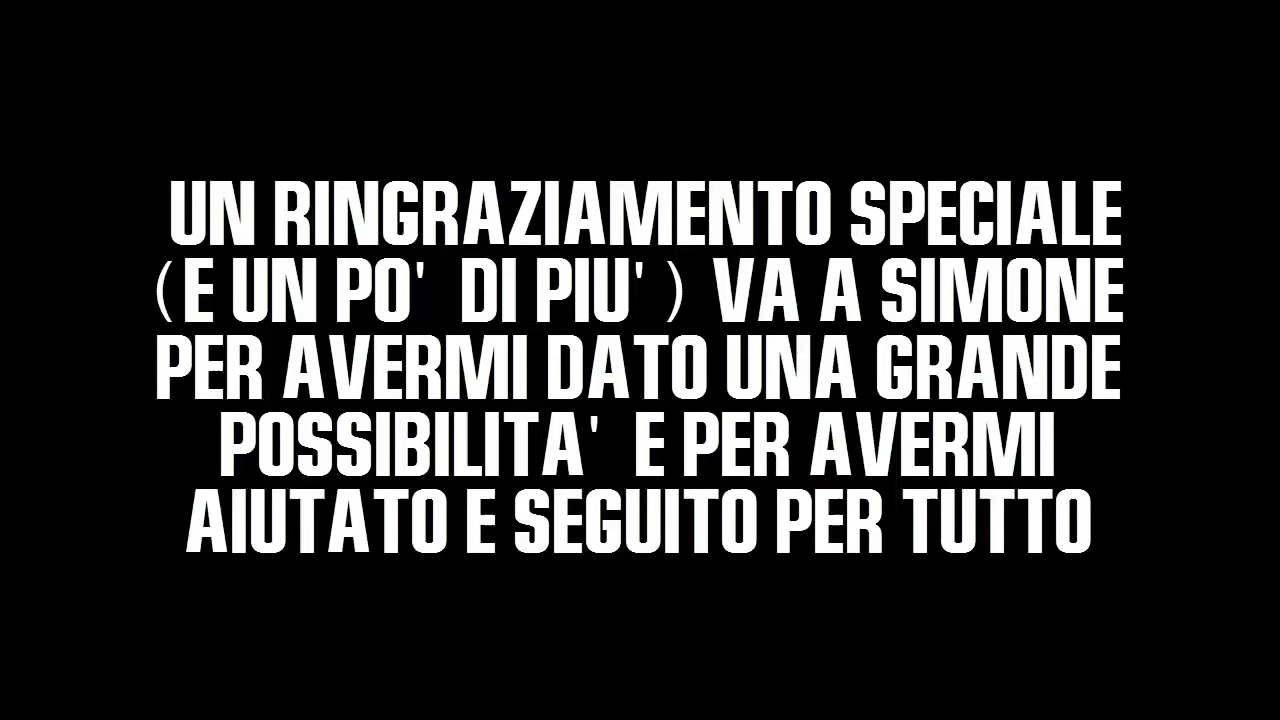 UN RINGRAZIAMENTO SPECIALE
(E UN PO' DI PIU') VA A SIMONE
PER AVERMI DATO UNA GRANDE
POSSIBILITA' E PER AVERMI
AIUTATO E SEGUITO PER TUTTO